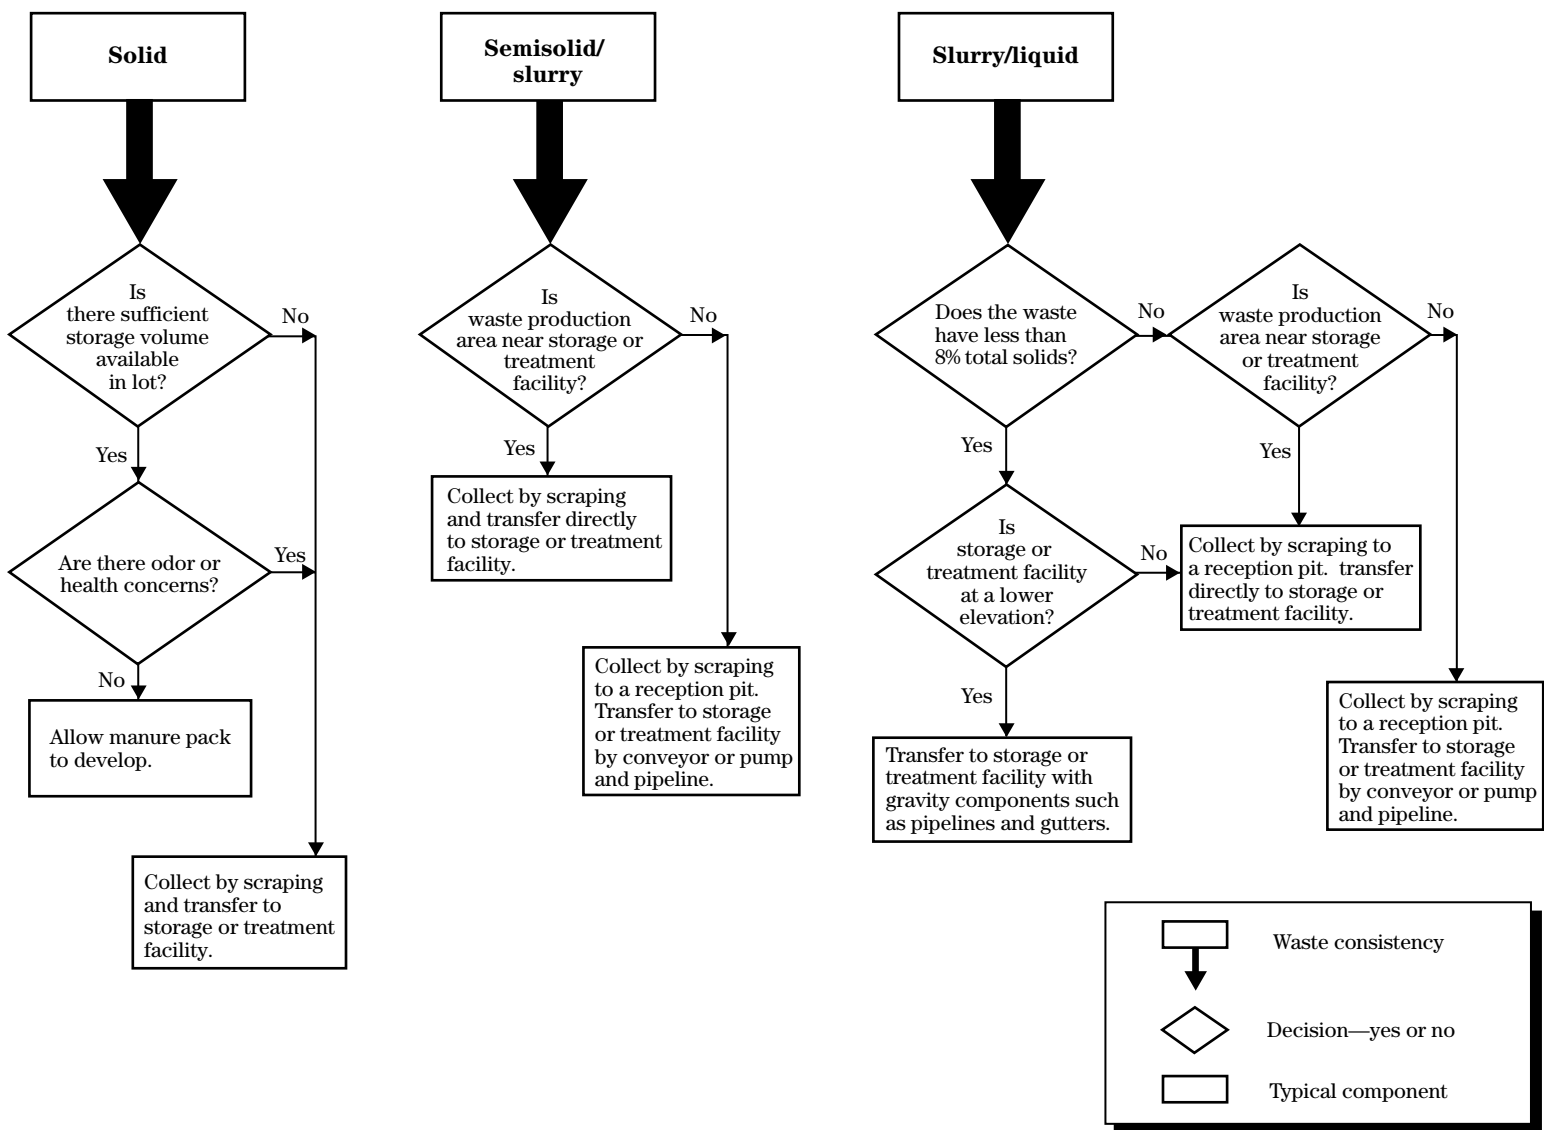 Solid
Is
there sufficient
storage volume
available
in lot?
No
Yes
Are there odor or
health concerns?
Yes
No
Allow manure pack
to develop.
Collect by scraping
and transfer to
storage or treatment
facility.
Semisolid/
slurry
Is
waste production
area near storage or
treatment
facility?
No
Yes
Collect by scraping
and transfer directly
to storage or treatment
facility.
Collect by scraping
to a reception pit.
Transfer to storage
or treatment facility
by conveyor or pump
and pipeline.
Slurry/liquid
Does the waste
have less than
8% total solids?
No
Yes
Is
storage or
treatment facility
at a lower
elevation?
No
Yes
Transfer to storage or
treatment facility with
gravity components such
as pipelines and gutters.
Is
waste production
area near storage
or treatment
facility?
No
Yes
Collect by scraping to
a reception pit.  transfer
directly to storage or
treatment facility.
Collect by scraping
to a reception pit.
Transfer to storage
or treatment facility
by conveyor or pump
and pipeline.
Waste consistency
Decision—yes or no
Typical component